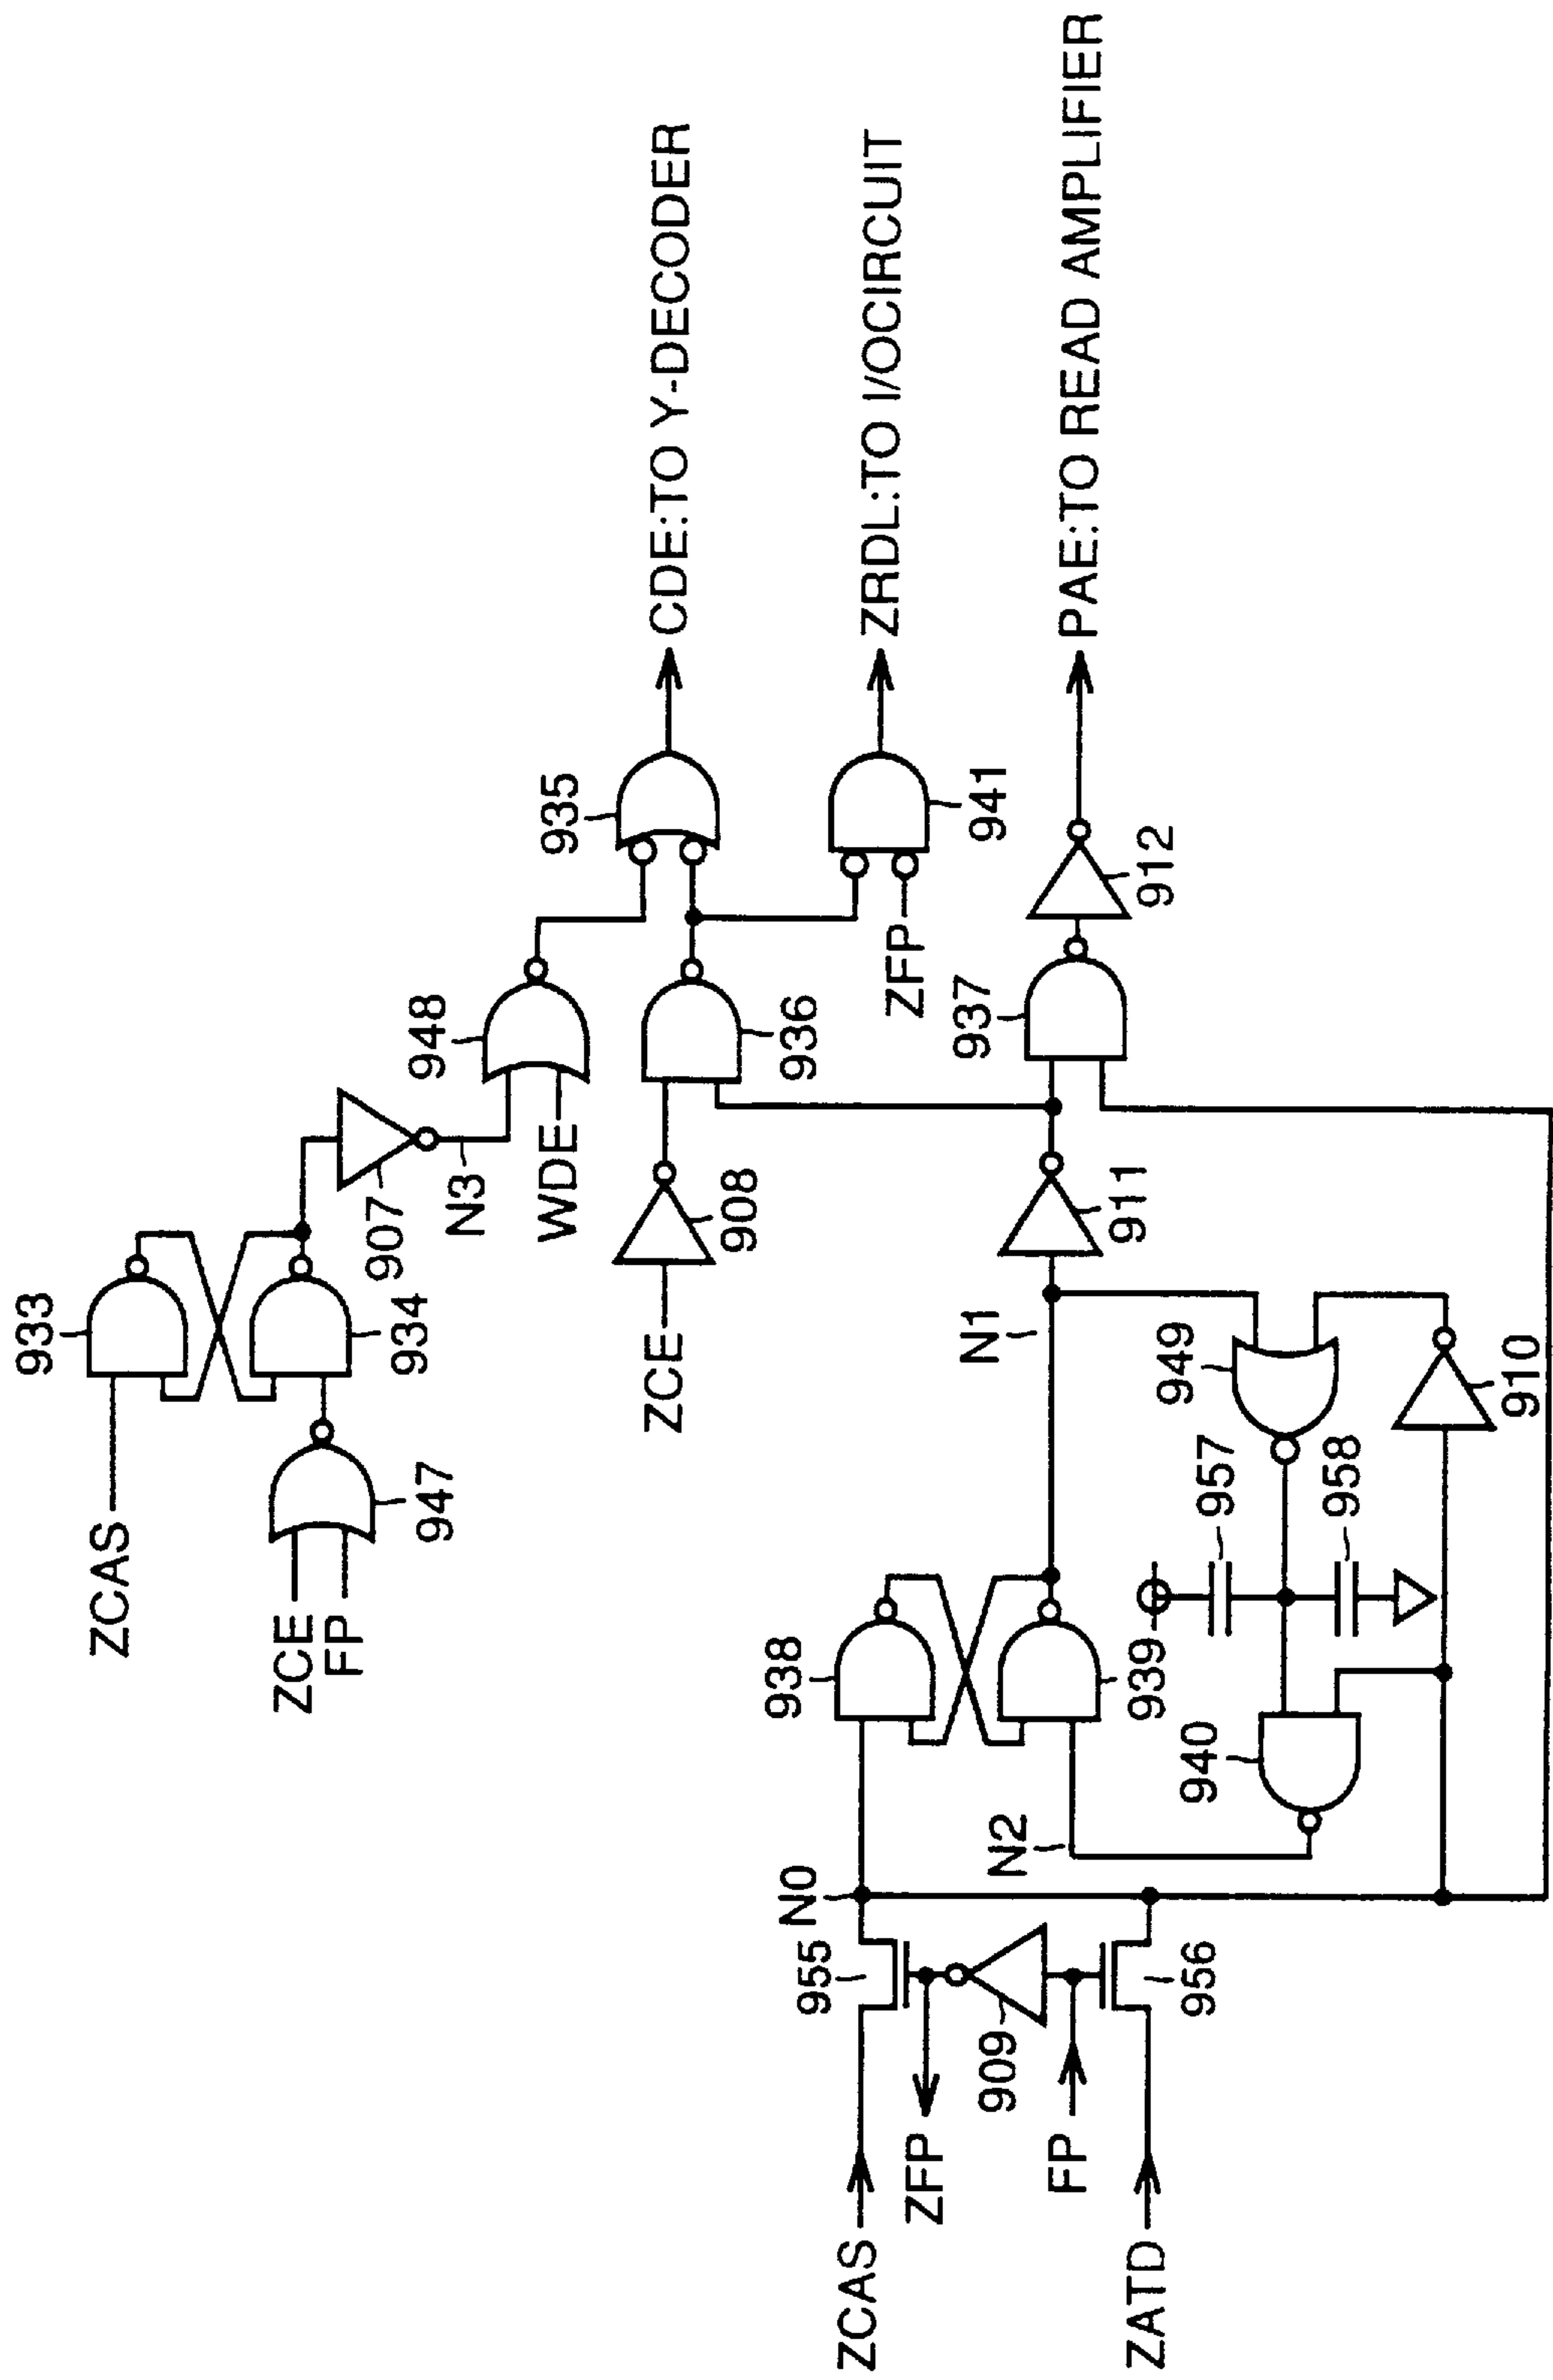 ZCAS
933
934
ZCE
FP
947
907
N3
948
WDE
935
CDE:TO Y-DECODER
ZCE
908
936
ZFP
941
ZRDL:TO I/OCIRCUIT
ZCAS
955
N0
938
939
N1
911
937
912
PAE:TO READ AMPLIFIER
ZFP
909
FP
ZATD
956
N2
940
957
958
949
910